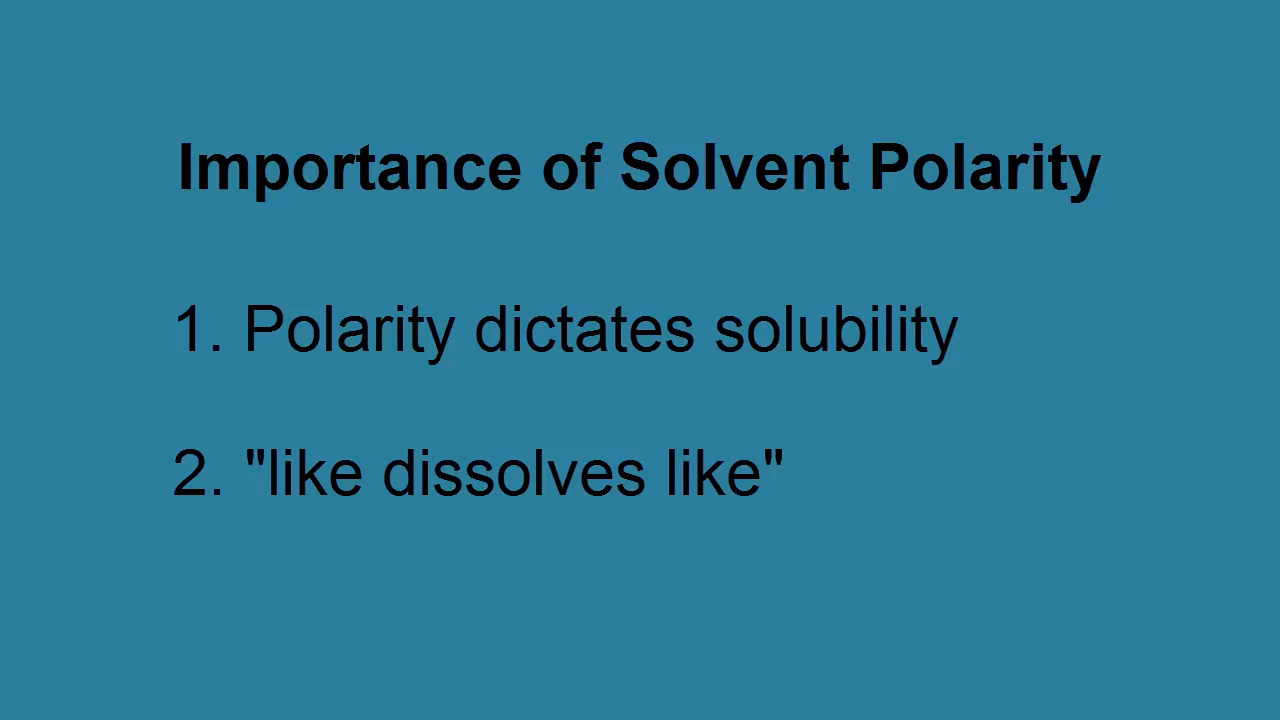 Importance of Solvent Polarity
1. Polarity dictates solubility
2. "like dissolves like"